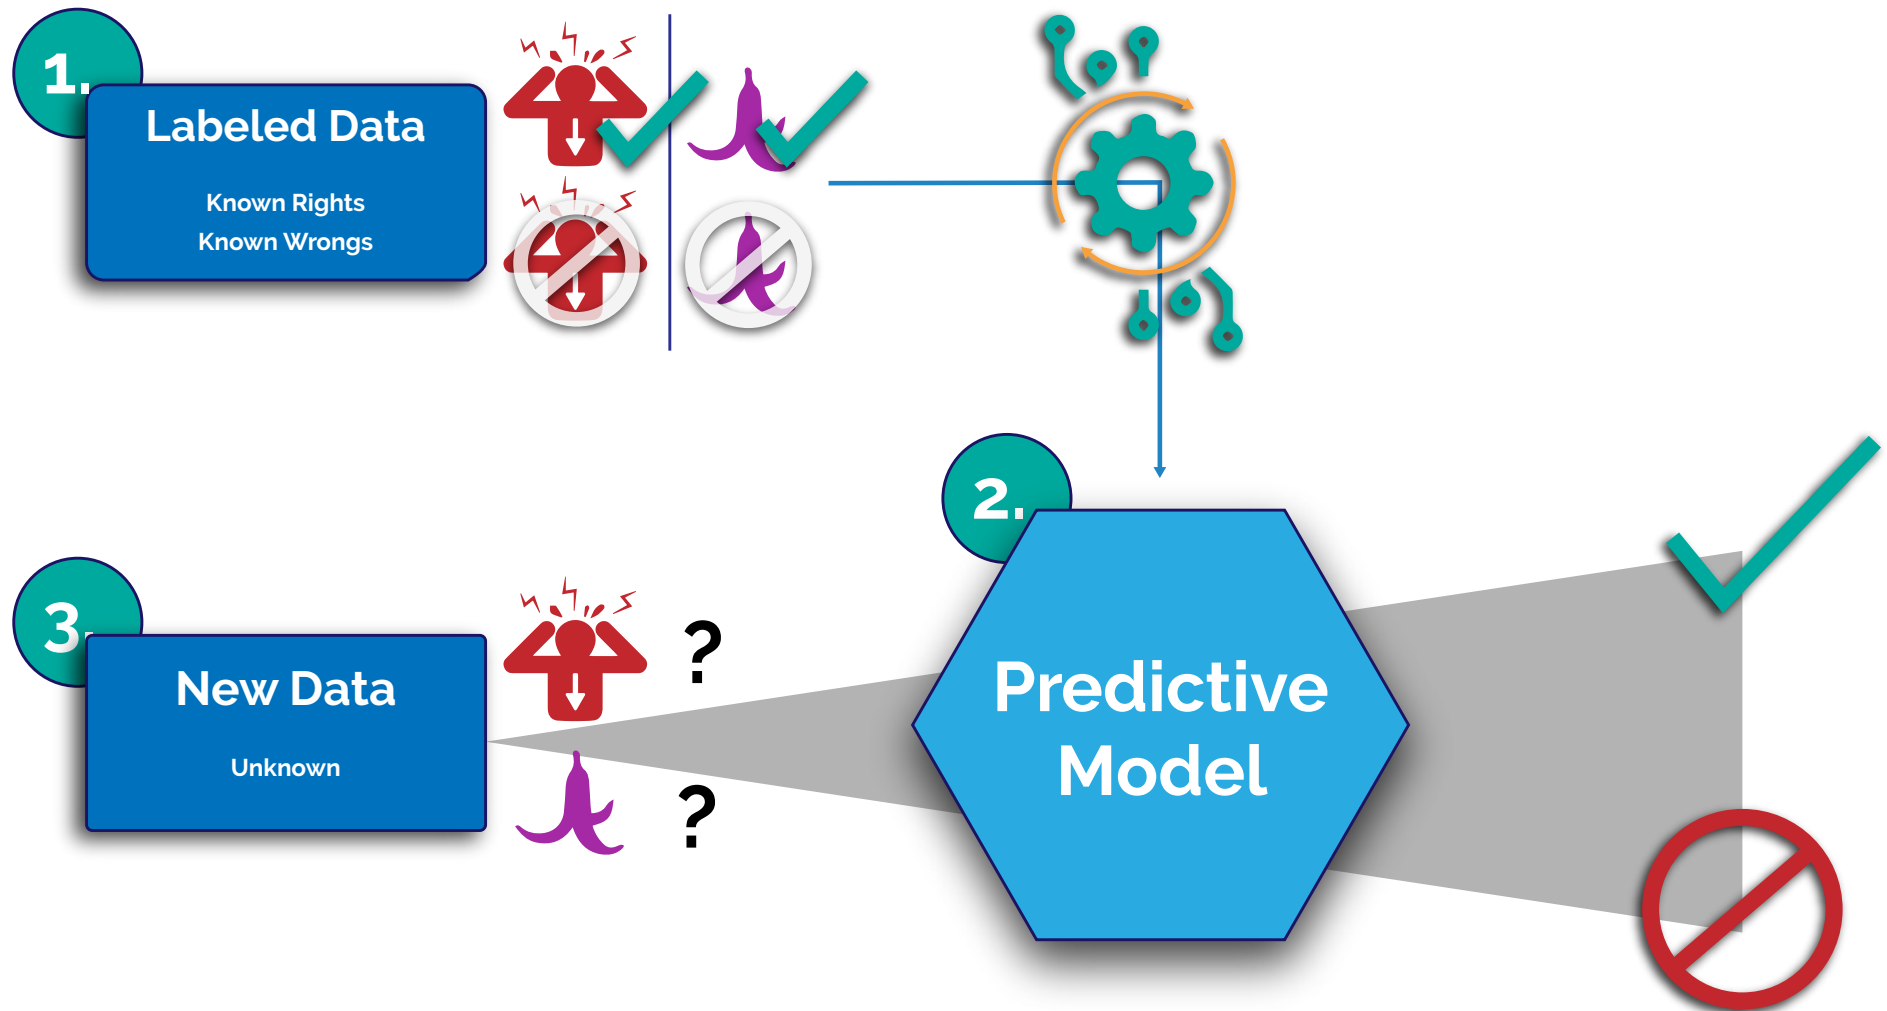 1.
Labeled Data
Known Rights
Known Wrongs
2.
Predictive
Model
3.
New Data
Unknown
?
?